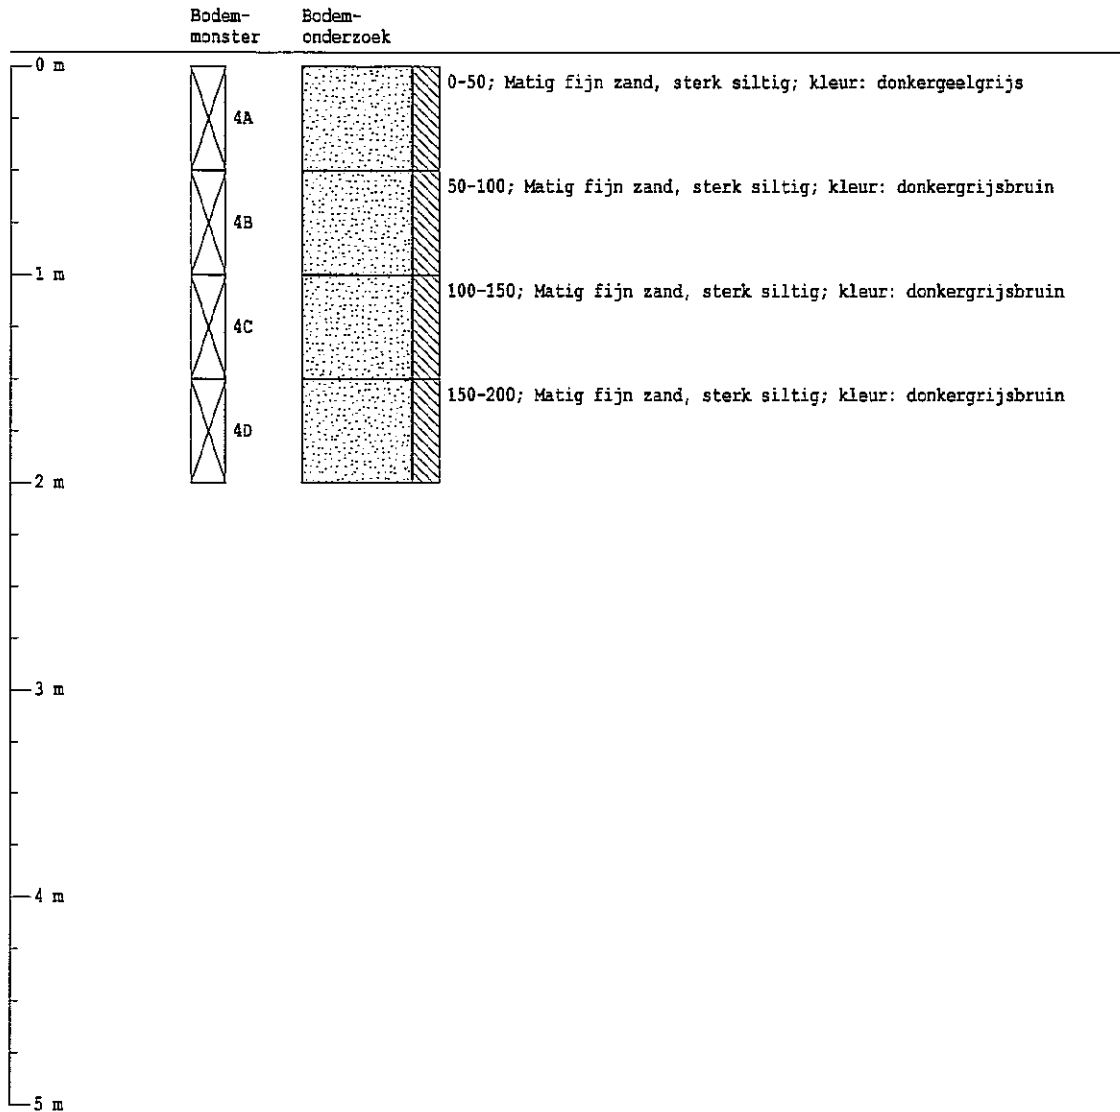 Bodem- Bodem-
monster onderzoek
0 m
0-50; Matig fijn zand, sterk siltig; kleur: donkergeelgrijs
4A
50-100; Matig fijn zand, sterk siltig; kleur: donkergrijsbruin
4B
1 m
100-150; Matig fijn zand, sterk siltig; kleur: donkergrijsbruin
4C
150-200; Matig fijn zand, sterk siltig; kleur: donkergrijsbruin
4D
2 m
3 m
4 m
5 m